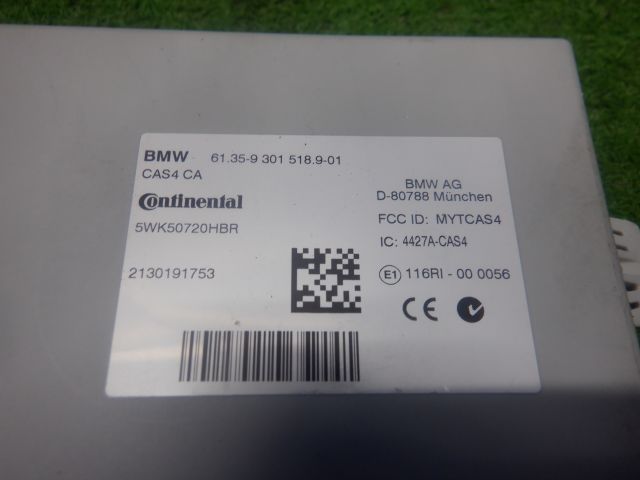 BMW 61.35-9 301 518.9-01
CAS4 CA
Continental
5WK50720HBR
2130191753
BMW AG
D-80788 München
FCC ID: MYTCAS4
IC: 4427A-CAS4
E1 116RI - 00 0056
CE